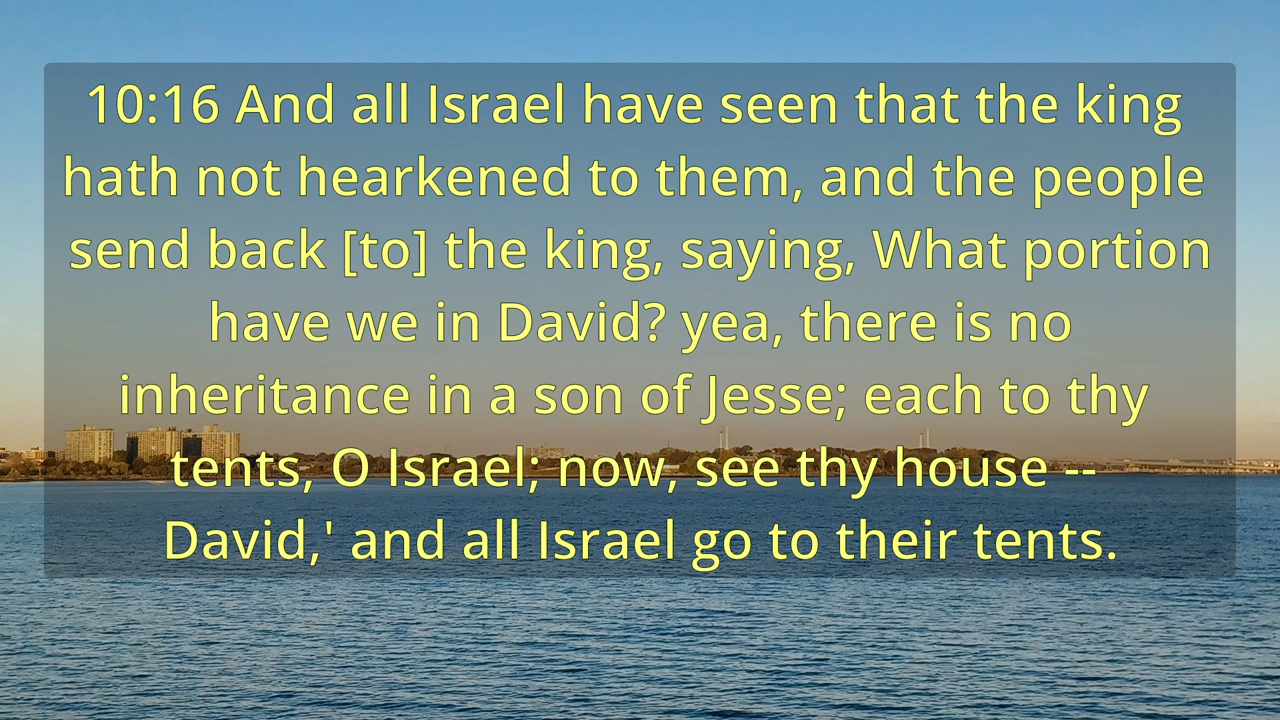 10:16 And all Israel have seen that the king
hath not hearkened to them, and the people
send back [to] the king, saying, What portion
have we in David? yea, there is no
inheritance in a son of Jesse; each to thy
tents, O Israel; now, see thy house --
David,' and all Israel go to their tents.